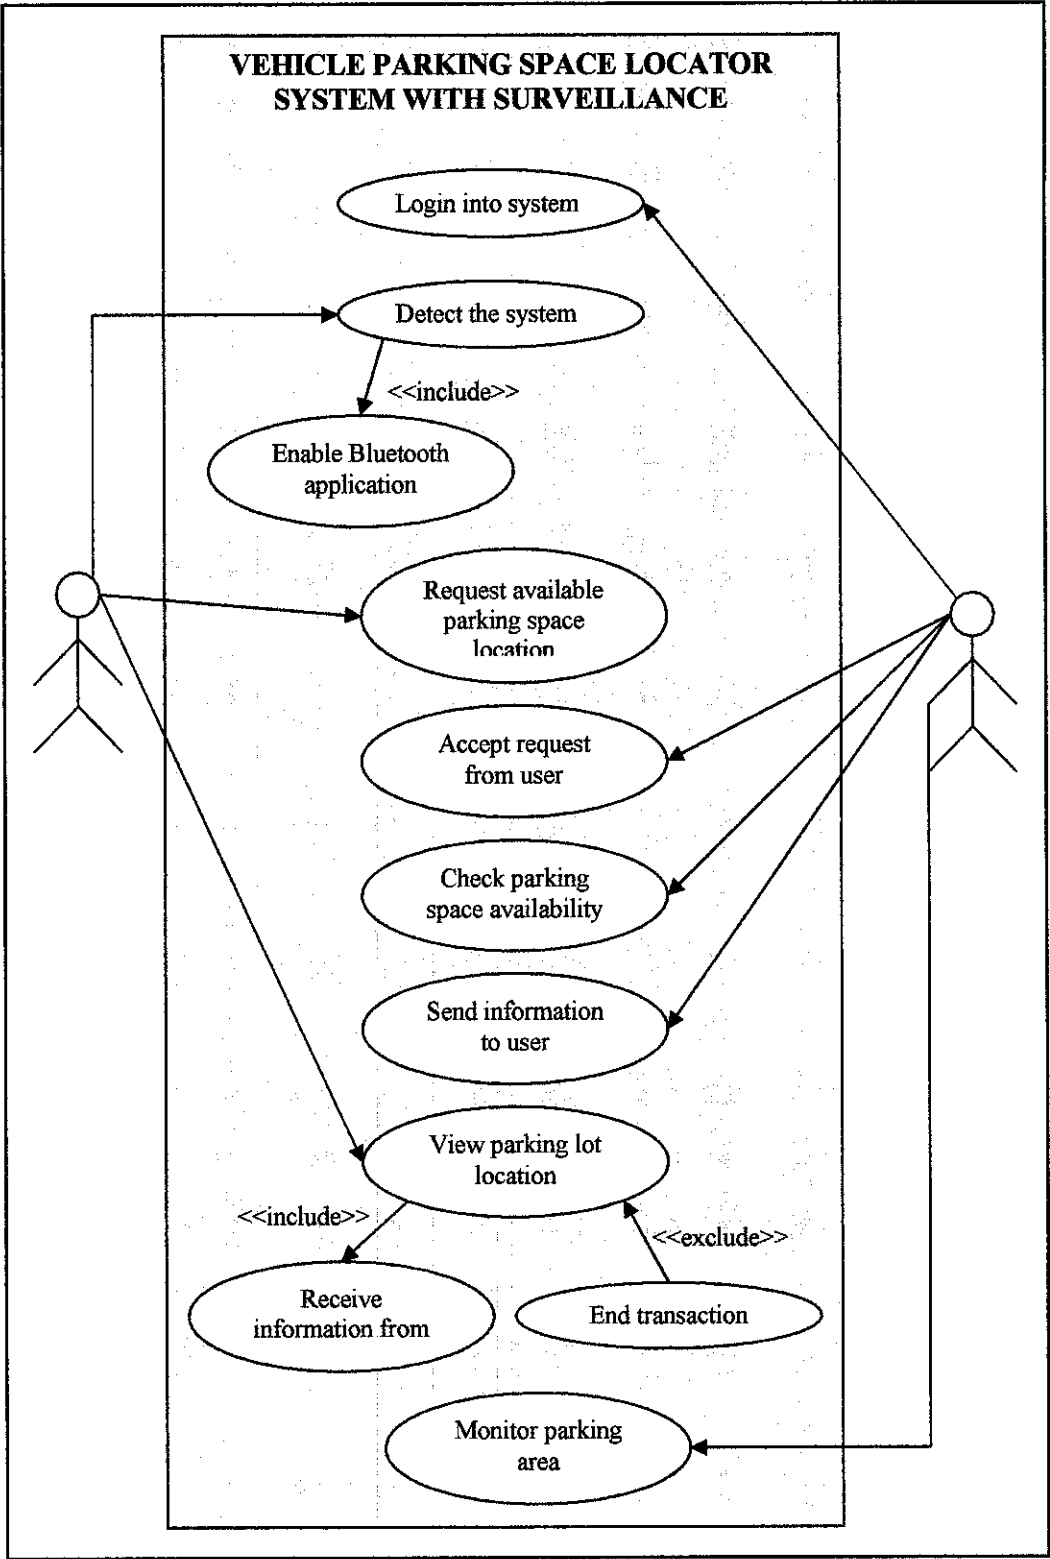 VEHICLE PARKING SPACE LOCATOR
SYSTEM WITH SURVEILLANCE
Login into system
Detect the system
<<include>>
Enable Bluetooth
application
Request available
parking space
location
Accept request
from user
Check parking
space availability
Send information
to user
View parking lot
location
<<include>>
<<exclude>>
Receive
information from
End transaction
Monitor parking
area